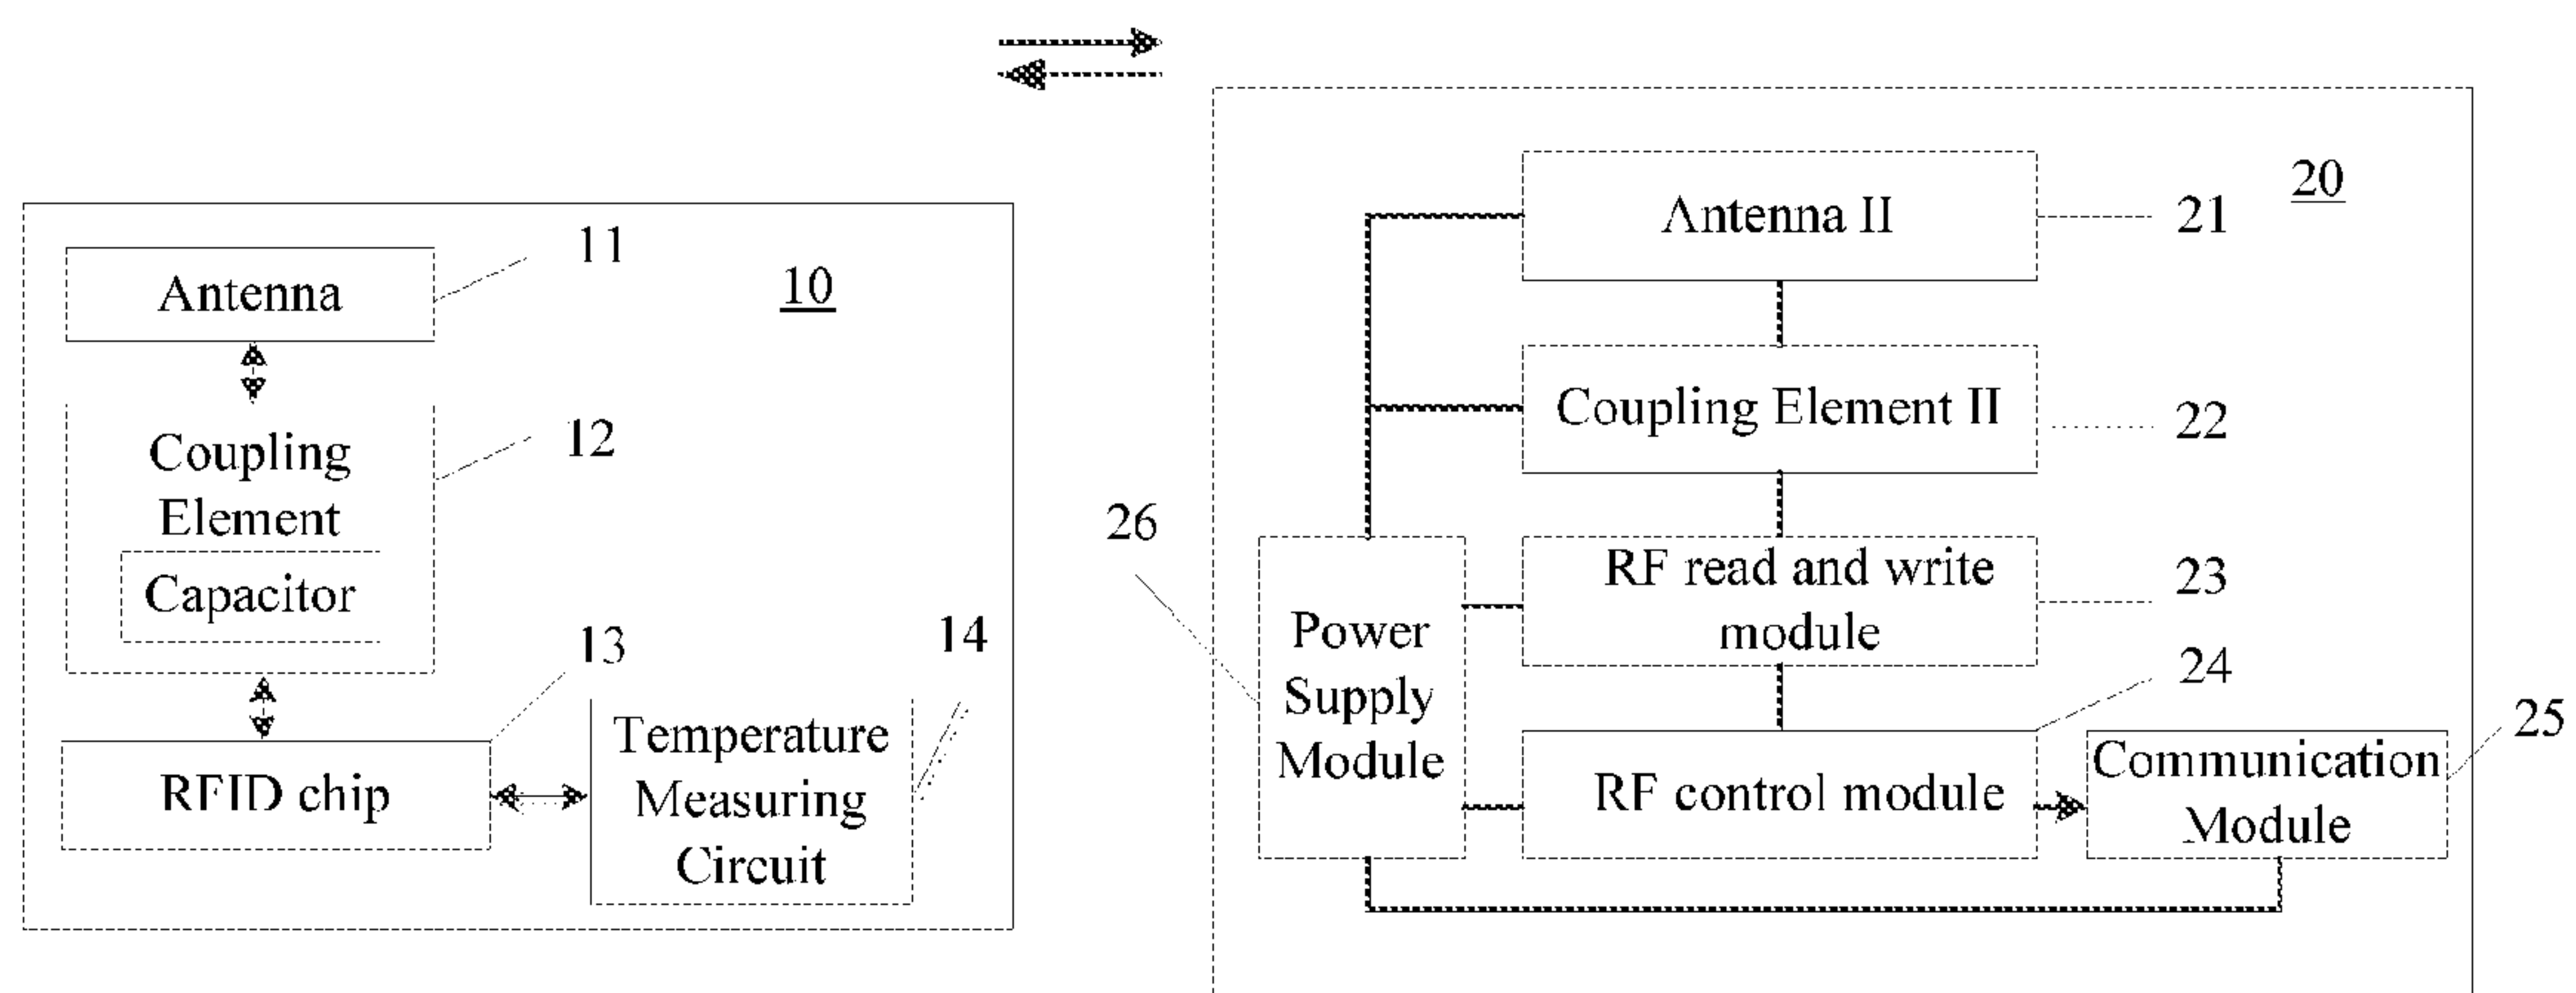 20
Antenna II
21
11
10
Antenna
Coupling Element II
22
12
Coupling
Element
Capacitor
26
RF read and write
module
23
13
14
Power
Supply
Module
24
25
RFID chip
Temperature
Measuring
Circuit
RF control module
Communication
Module